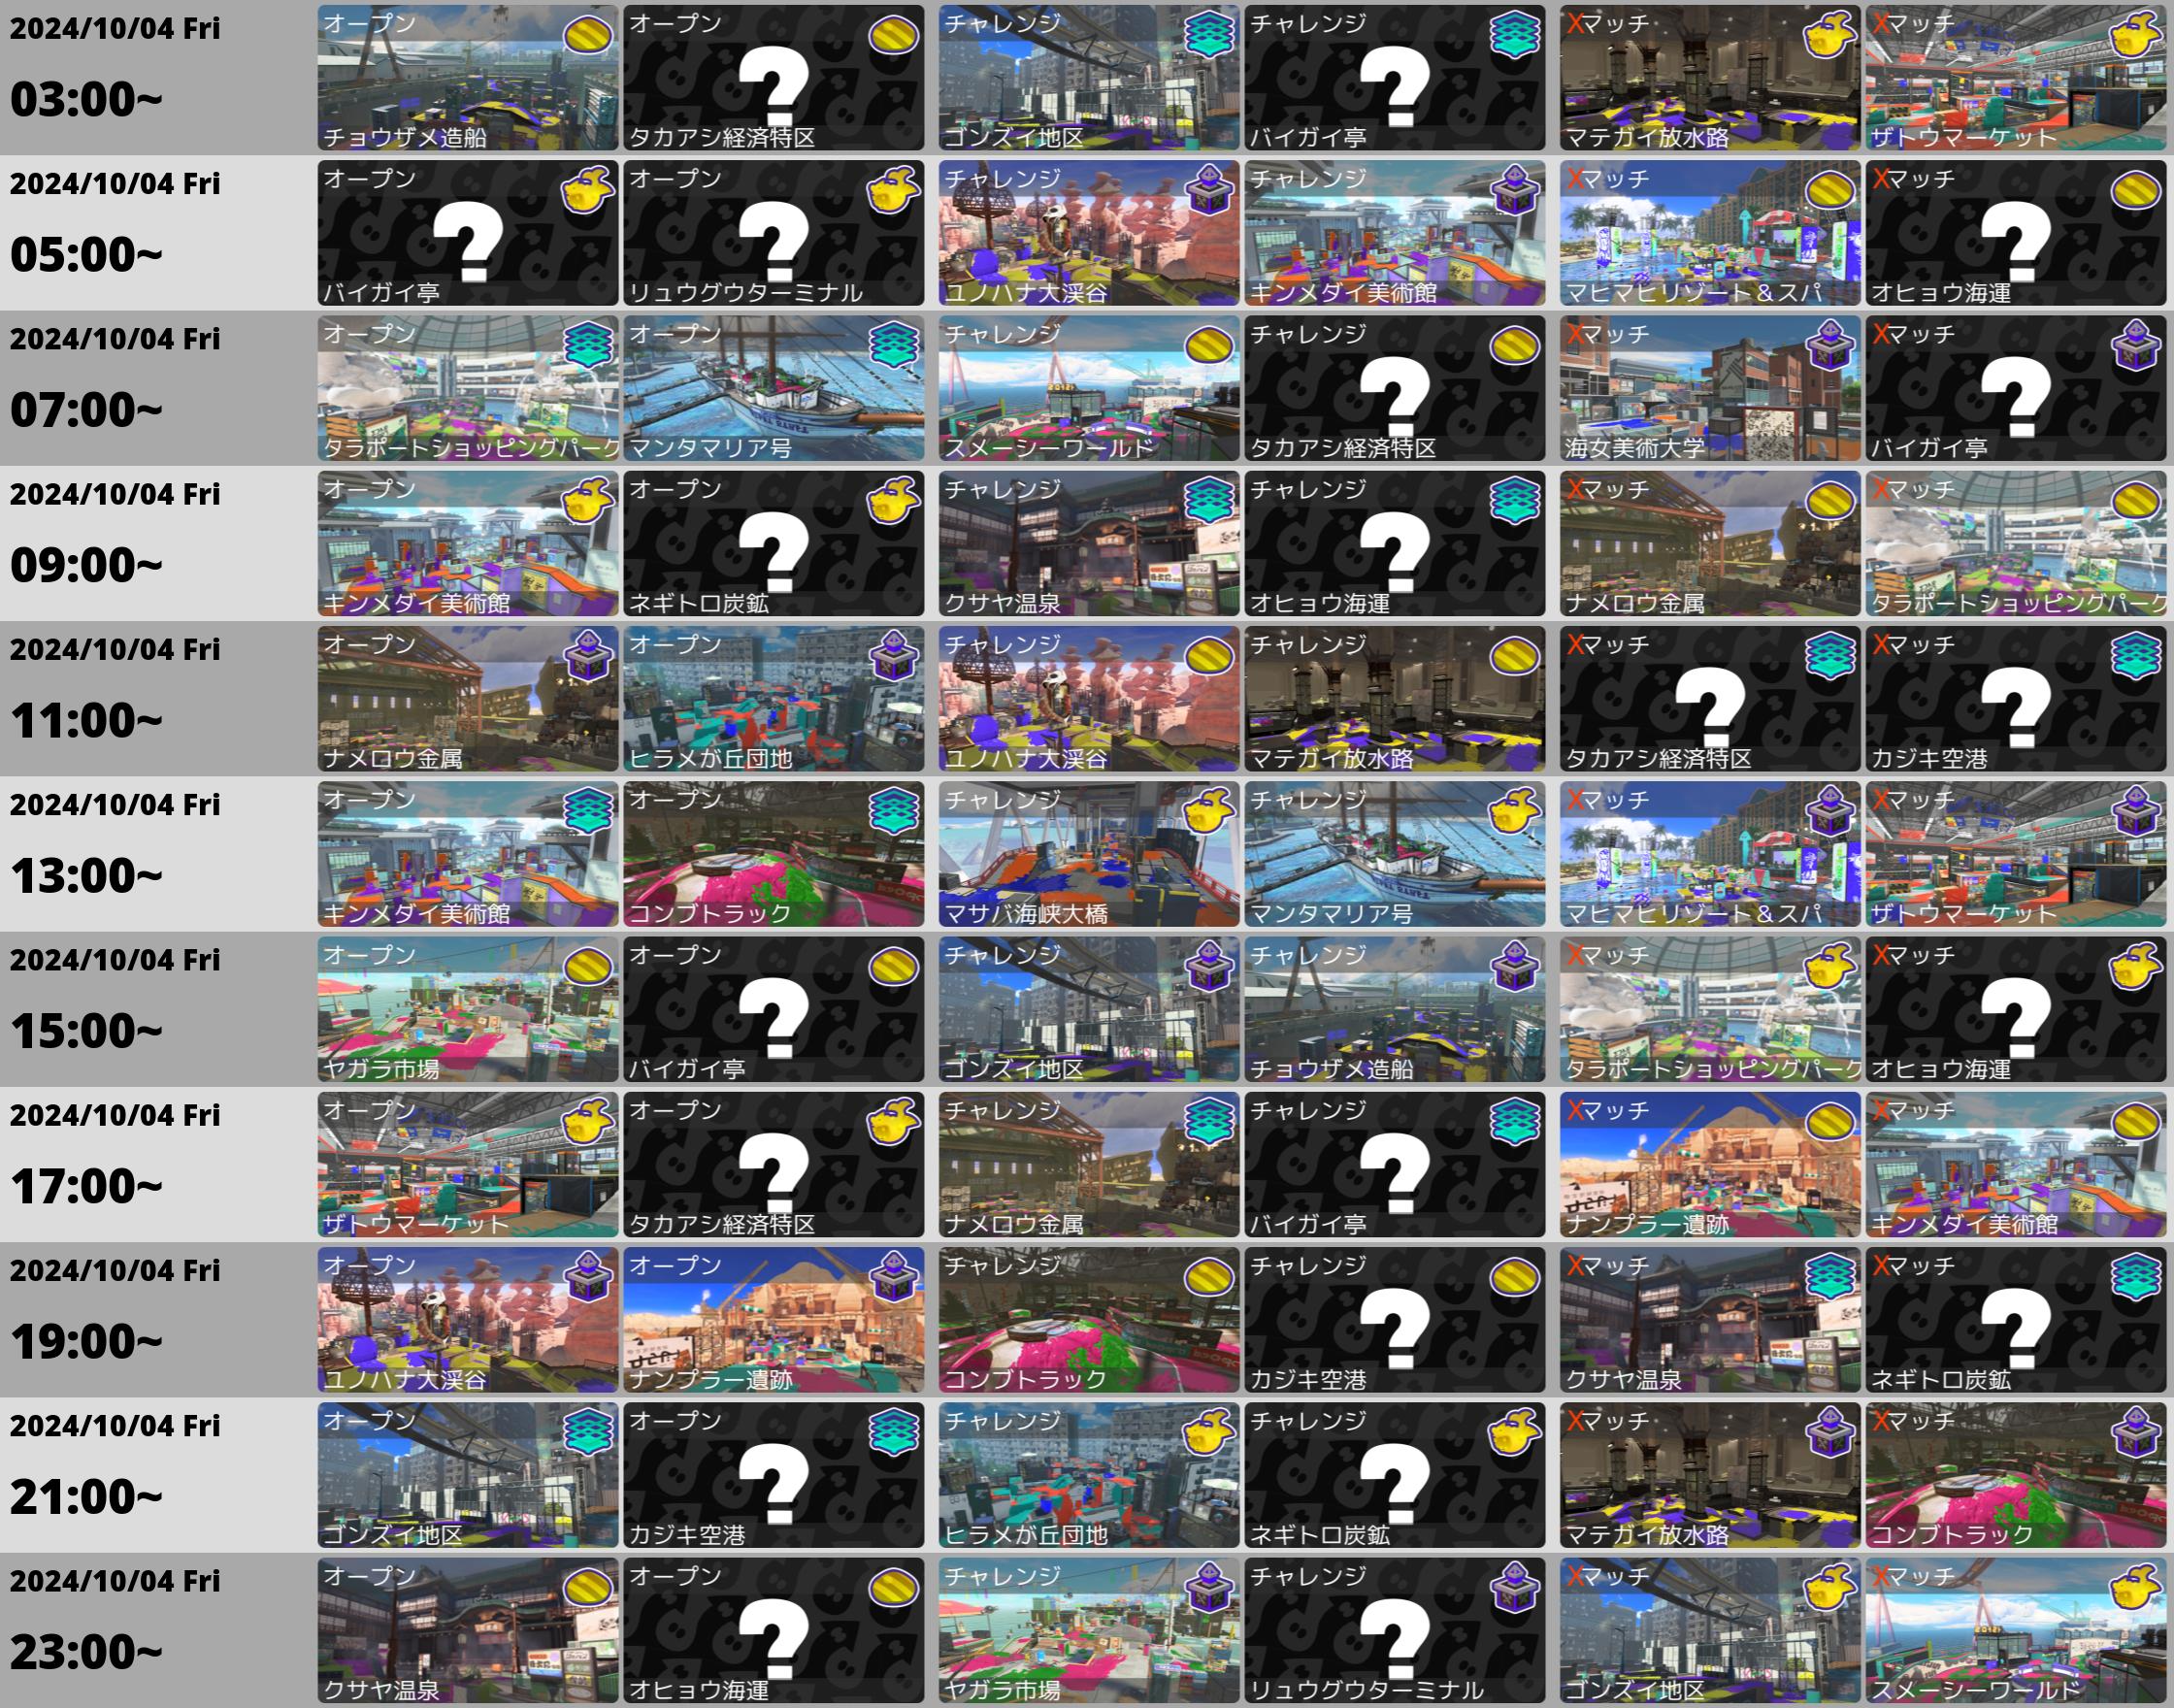 2024/10/04 Fri
03:00~
オープン
チョウザメ造船
オープン
タカアシ経済特区
チャレンジ
ゴンズイ地区
チャレンジ
バイガイ亭
Xマッチ
マテガイ放水路
Xマッチ
ザトウマーケット
2024/10/04 Fri
05:00~
オープン
バイガイ亭
オープン
リュウグウターミナル
チャレンジ
ユノハナ大渓谷
チャレンジ
キンメダイ美術館
Xマッチ
マヒマヒリゾート＆スパ
Xマッチ
オヒョウ海運
2024/10/04 Fri
07:00~
オープン
タラポートショッピングパーク
オープン
マンタマリア号
チャレンジ
スメーシーワールド
チャレンジ
タカアシ経済特区
Xマッチ
海女美術大学
Xマッチ
バイガイ亭
2024/10/04 Fri
09:00~
オープン
キンメダイ美術館
オープン
ネギトロ炭鉱
チャレンジ
クサヤ温泉
チャレンジ
オヒョウ海運
Xマッチ
ナメロウ金属
Xマッチ
タラポートショッピングパーク
2024/10/04 Fri
11:00~
オープン
ナメロウ金属
オープン
ヒラメが丘団地
チャレンジ
ユノハナ大渓谷
チャレンジ
マテガイ放水路
Xマッチ
タカアシ経済特区
Xマッチ
カジキ空港
2024/10/04 Fri
13:00~
オープン
キンメダイ美術館
オープン
コンブトラック
チャレンジ
マサバ海峡大橋
チャレンジ
マンタマリア号
Xマッチ
マヒマヒリゾート＆スパ
Xマッチ
ザトウマーケット
2024/10/04 Fri
15:00~
オープン
ヤガラ市場
オープン
バイガイ亭
チャレンジ
ゴンズイ地区
チャレンジ
チョウザメ造船
Xマッチ
タラポートショッピングパーク
Xマッチ
オヒョウ海運
2024/10/04 Fri
17:00~
オープン
ザトウマーケット
オープン
タカアシ経済特区
チャレンジ
ナメロウ金属
チャレンジ
バイガイ亭
Xマッチ
ナンプラー遺跡
Xマッチ
キンメダイ美術館
2024/10/04 Fri
19:00~
オープン
ユノハナ大渓谷
オープン
ナンプラー遺跡
チャレンジ
コンブトラック
チャレンジ
カジキ空港
Xマッチ
クサヤ温泉
Xマッチ
ネギトロ炭鉱
2024/10/04 Fri
21:00~
オープン
ゴンズイ地区
オープン
カジキ空港
チャレンジ
ヒラメが丘団地
チャレンジ
ネギトロ炭鉱
Xマッチ
マテガイ放水路
Xマッチ
コンブトラック
2024/10/04 Fri
23:00~
オープン
クサヤ温泉
オープン
オヒョウ海運
チャレンジ
ヤガラ市場
チャレンジ
リュウグウターミナル
Xマッチ
ゴンズイ地区
Xマッチ
スメーシーワールド